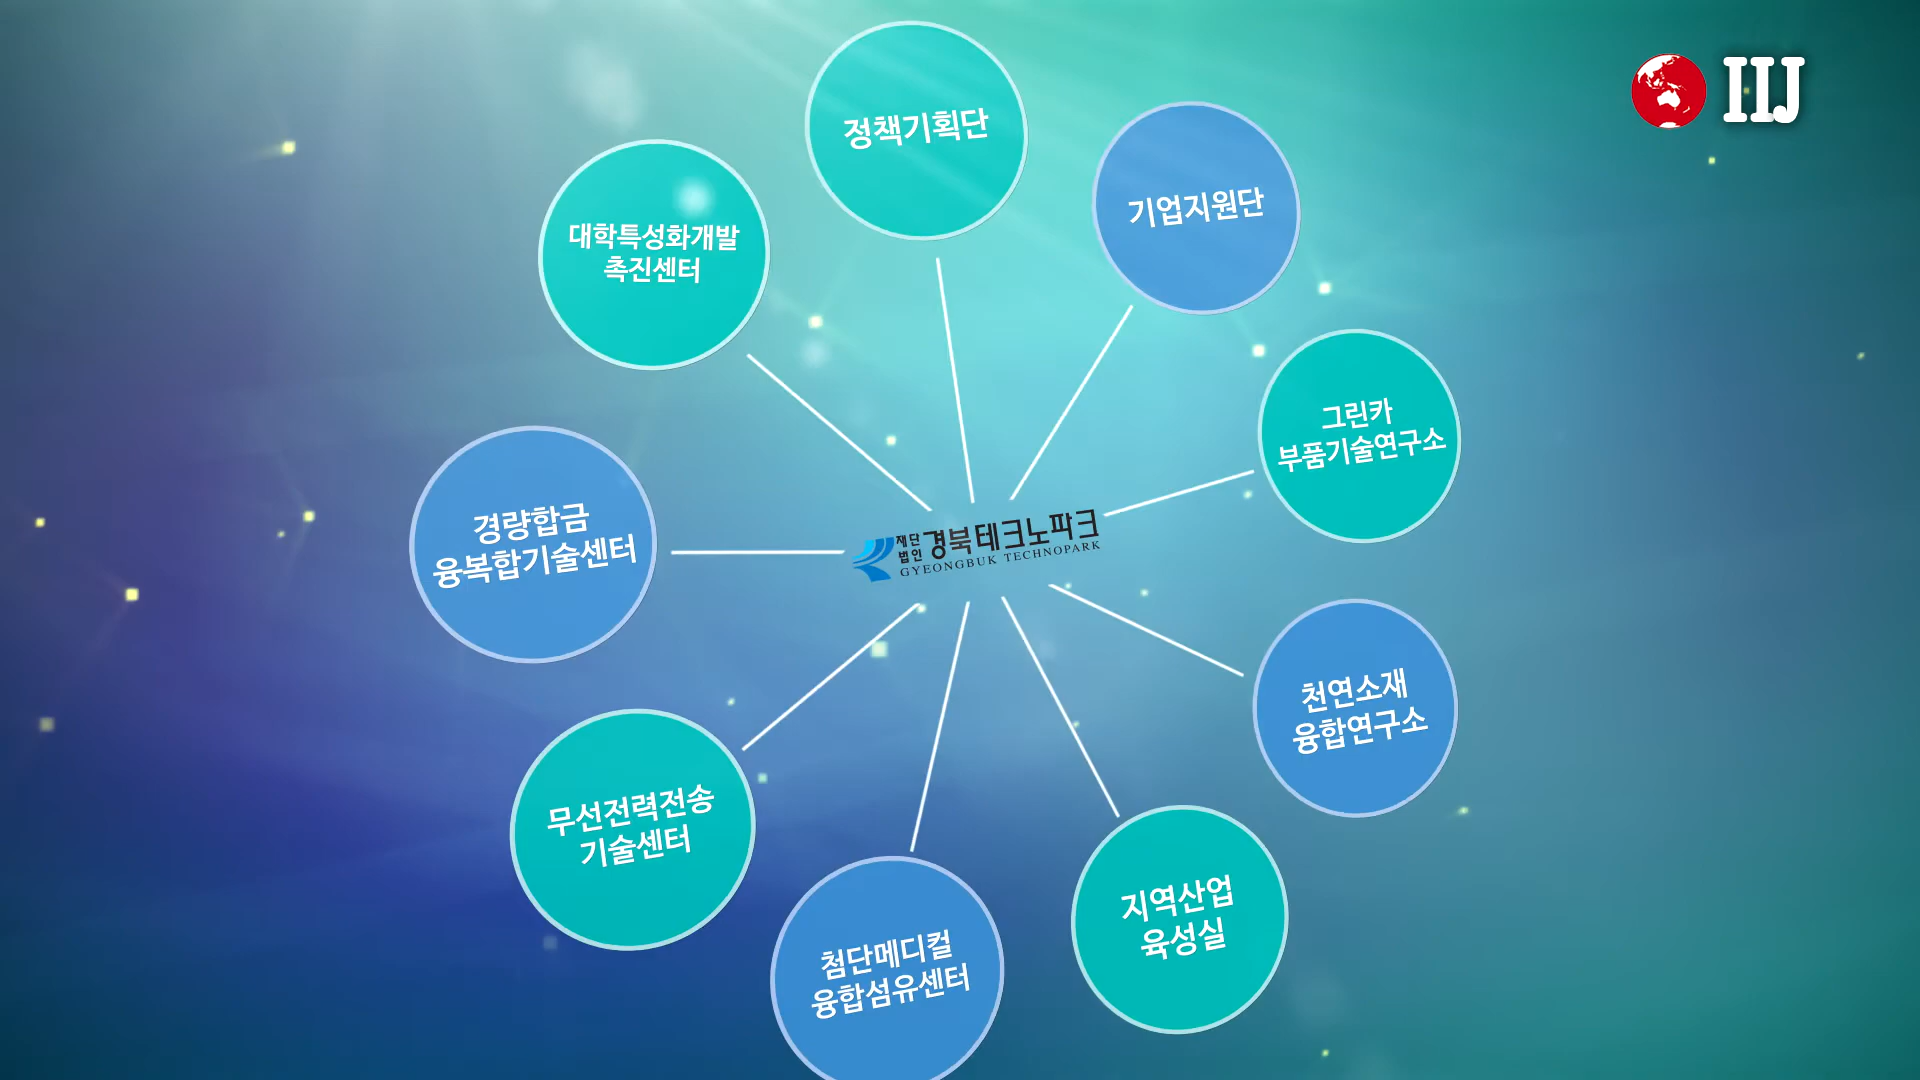 정책기획단
IIJ
기업지원단
대학특성화개발
촉진센터
그린카
부품기술연구소
경량합금
융복합기술센터
재단
법인
경북테크노파크
GYEONGBUK TECHNOPARK
천연소재
융합연구소
무선전력전송
기술센터
지역산업
육성실
첨단메디컬
융합섬유센터